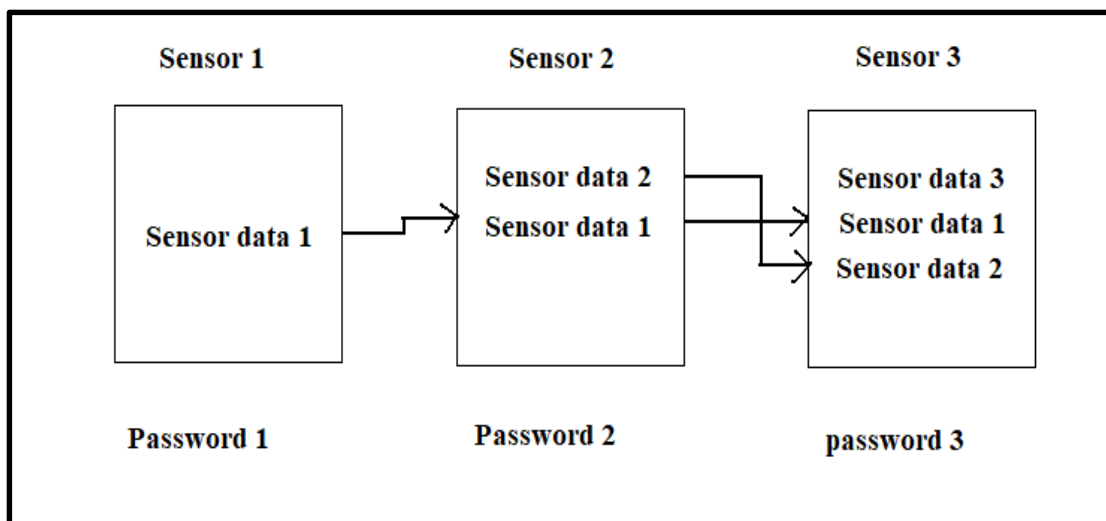 Sensor 1
Sensor 2
Sensor 3
Sensor data 1
Sensor data 2
Sensor data 1
Sensor data 3
Sensor data 1
Sensor data 2
Password 1
Password 2
password 3